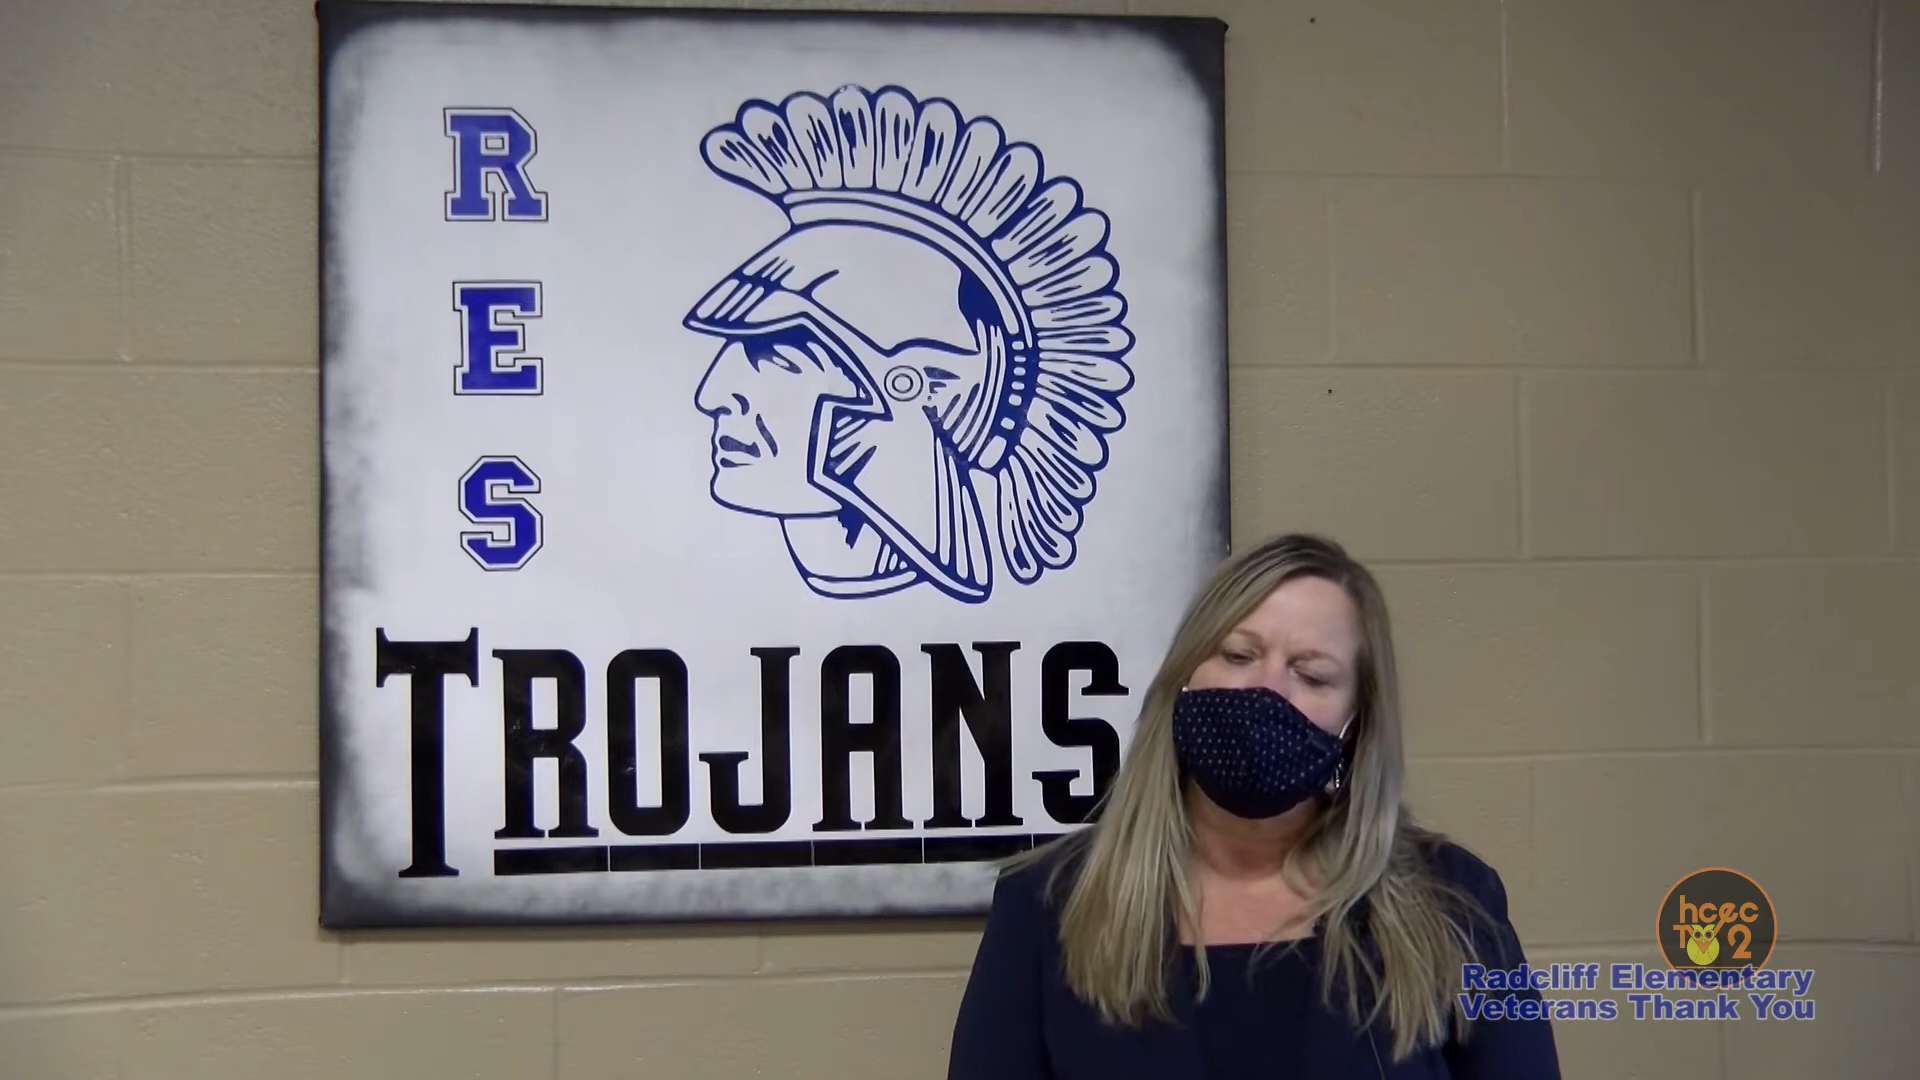 R
E
S
TROJANS
hcec
TV 2
Radcliff Elementary
Veterans Thank You